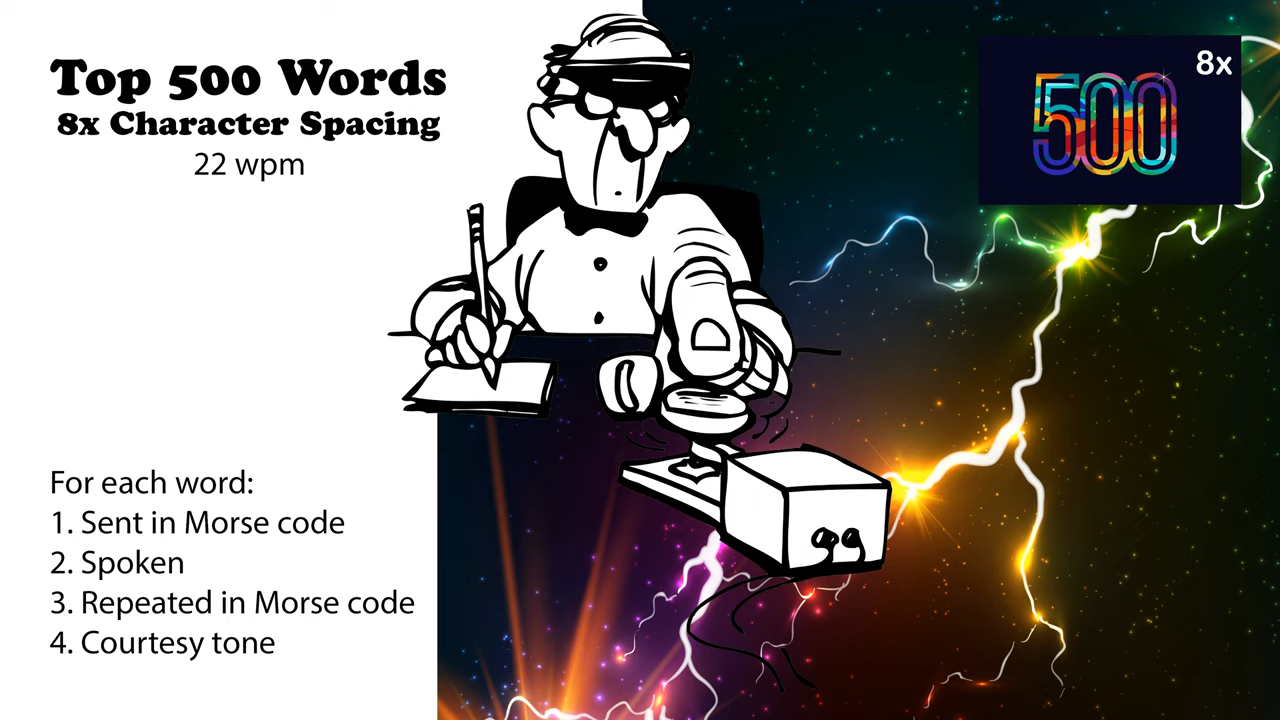 Top 500 Words
8x Character Spacing
22 wpm
8x
500
For each word:
1. Sent in Morse code
2. Spoken
3. Repeated in Morse code
4. Courtesy tone